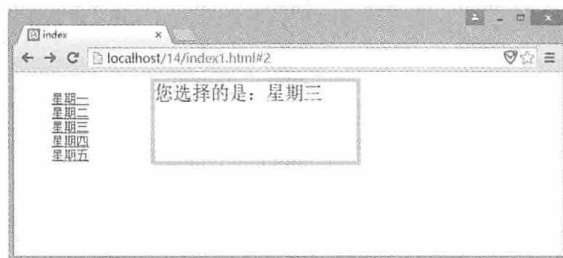 index
localhost/14/index1.html#2
星期一
星期二
星期三
星期四
星期五
您选择的是：星期三